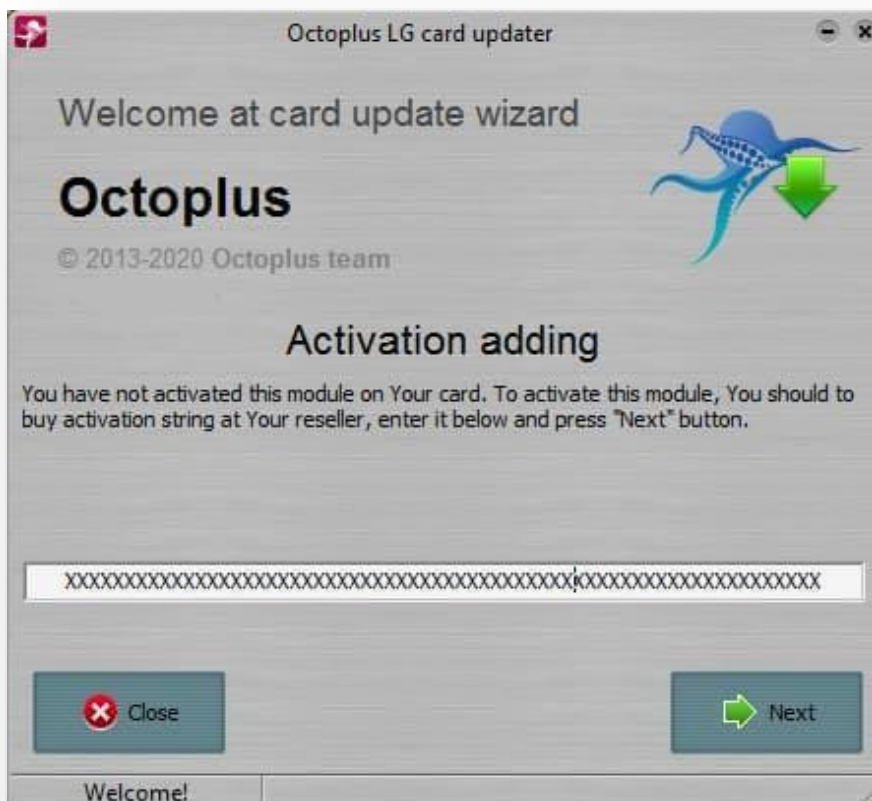 Octoplus LG card updater
Welcome at card update wizard
Octoplus
© 2013-2020 Octoplus team
Activation adding
You have not activated this module on Your card. To activate this module, You should to
buy activation string at Your reseller, enter it below and press "Next" button.
XXXXXXXXXXXXXXXXXXXXXXXXXXXXXXXXXXXXXXXXXXXXXXXXXXXXXXXXXXXXXXXX
Close
Next
Welcome!